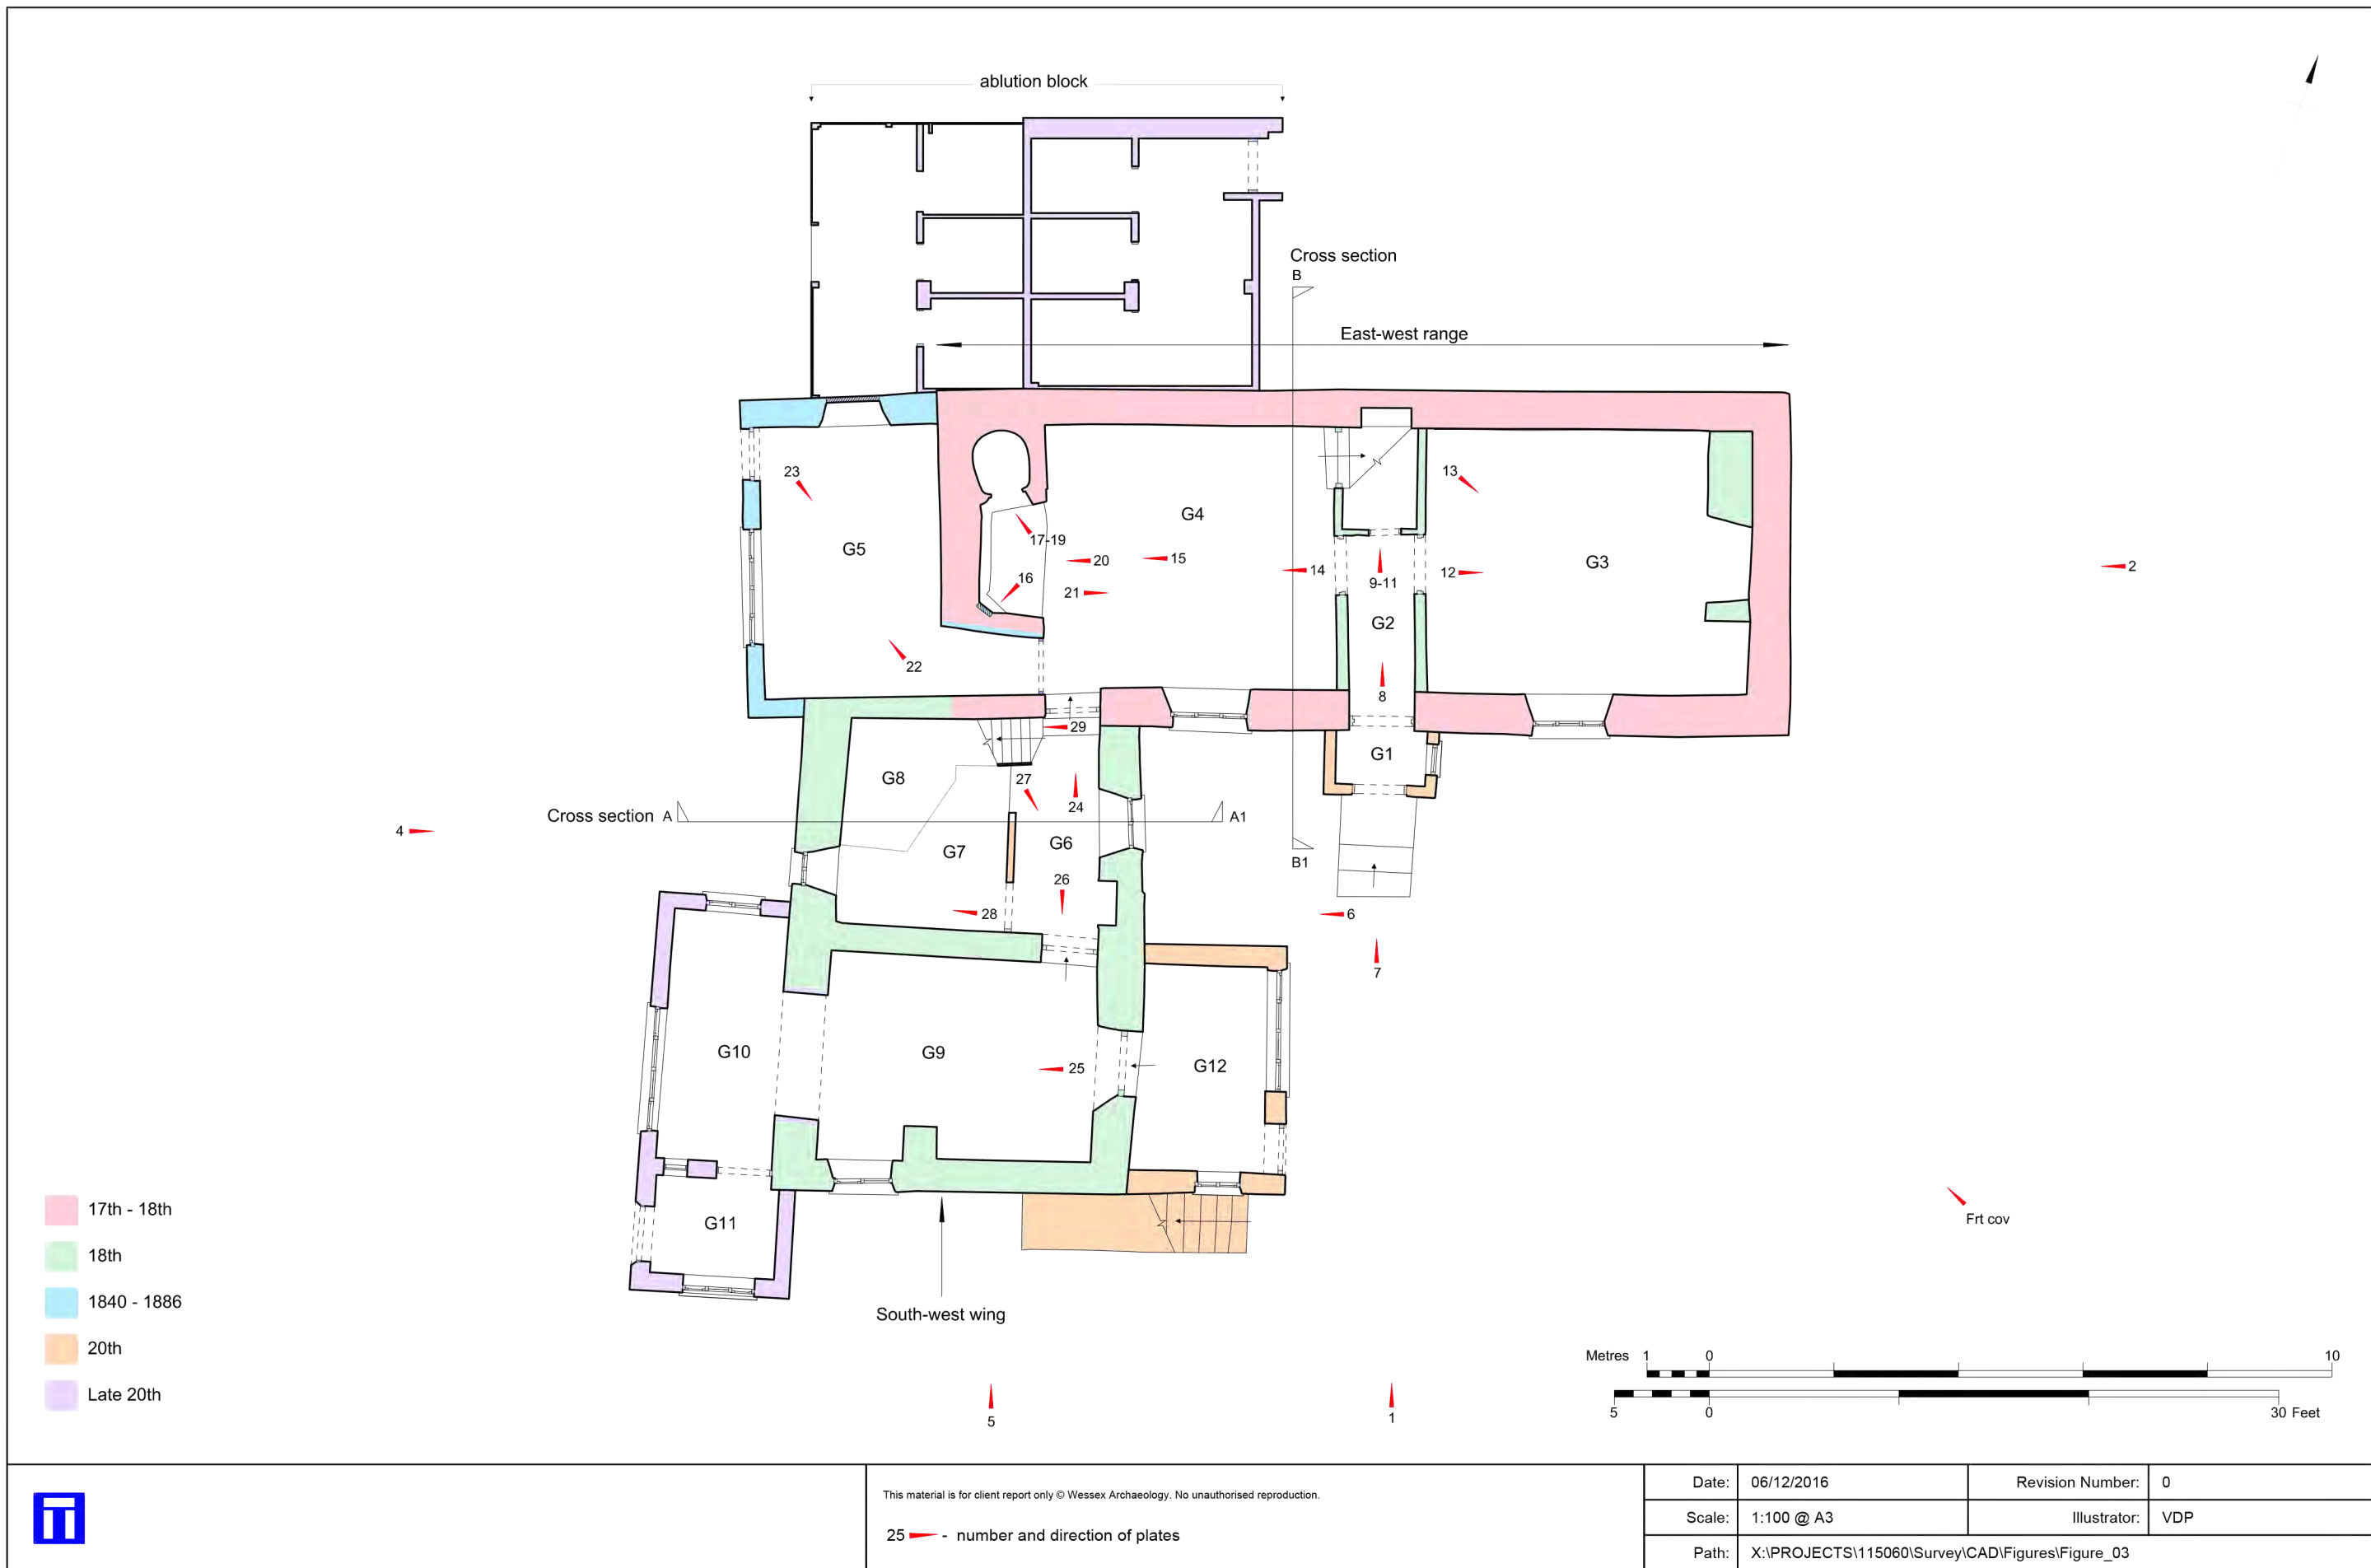 ablution block
Cross section
B
East-west range
23
13
G4
G5
17-19
20
15
G3
2
16
14
9-11
12
21
G2
22
8
29
G1
G8
27
24
Cross section A
A1
4
G6
G7
B1
26
28
6
7
G10
G9
25
G12
17th - 18th
G11
Frt cov
18th
1840 - 1886
South-west wing
20th
Metres 1 0 10
Late 20th
5 0 30 Feet
5
1
This material is for client report only © Wessex Archaeology. No unauthorised reproduction.
25 - number and direction of plates
Date: 06/12/2016 Revision Number: 0
Scale: 1:100 @ A3 Illustrator: VDP
Path: X:\PROJECTS\115060\Survey\CAD\Figures\Figure_03